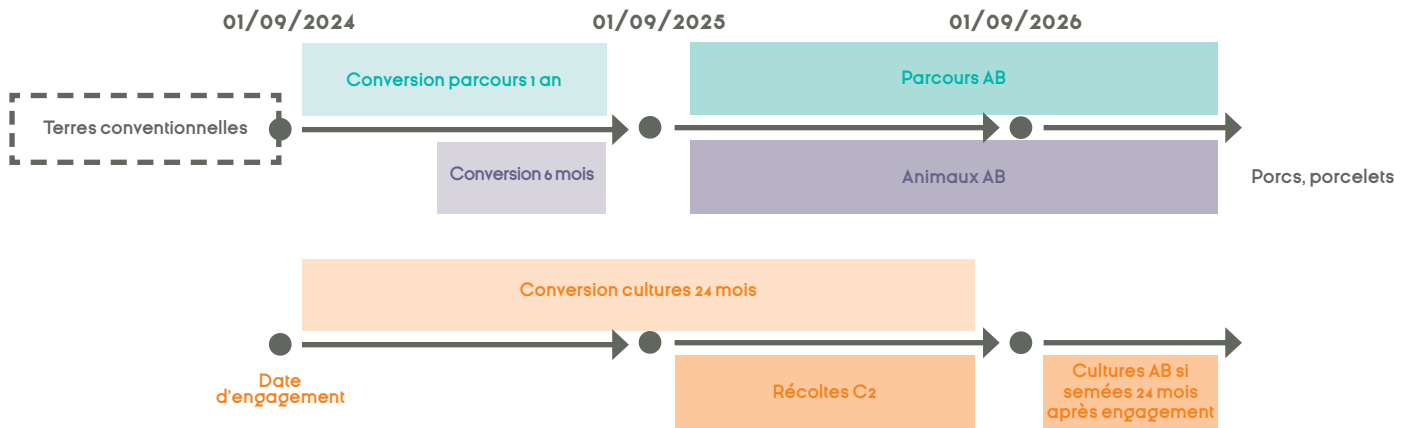 01/09/2024
01/09/2025
01/09/2026
Conversion parcours 1 an
Parcours AB
Terres conventionnelles
Conversion 6 mois
Animaux AB
Porcs, porcelets
Conversion cultures 24 mois
Date
d'engagement
Récoltes C2
Cultures AB si
semées 24 mois
après engagement